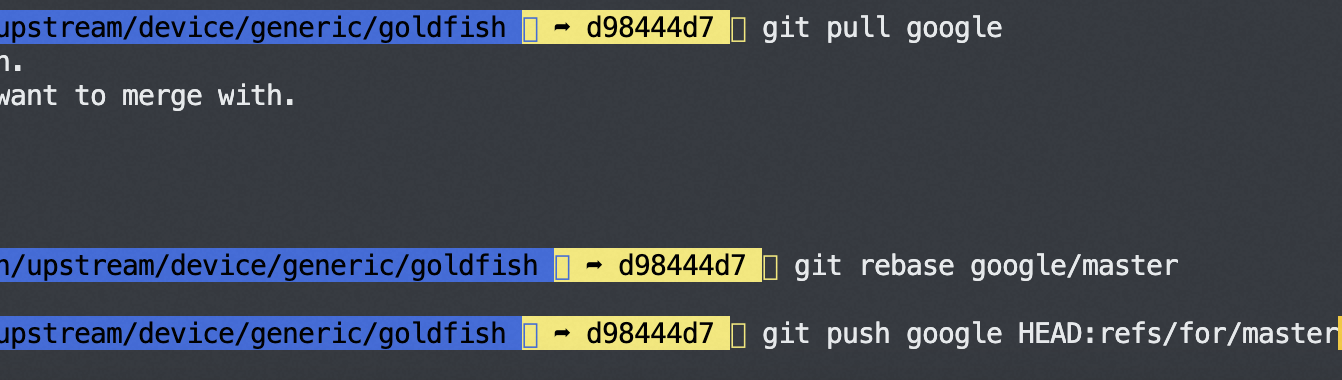 upstream/device/generic/goldfish ➦ d98444d7 git pull google
n.
want to merge with.
n/upstream/device/generic/goldfish ➦ d98444d7 git rebase google/master
upstream/device/generic/goldfish ➦ d98444d7 git push google HEAD:refs/for/master